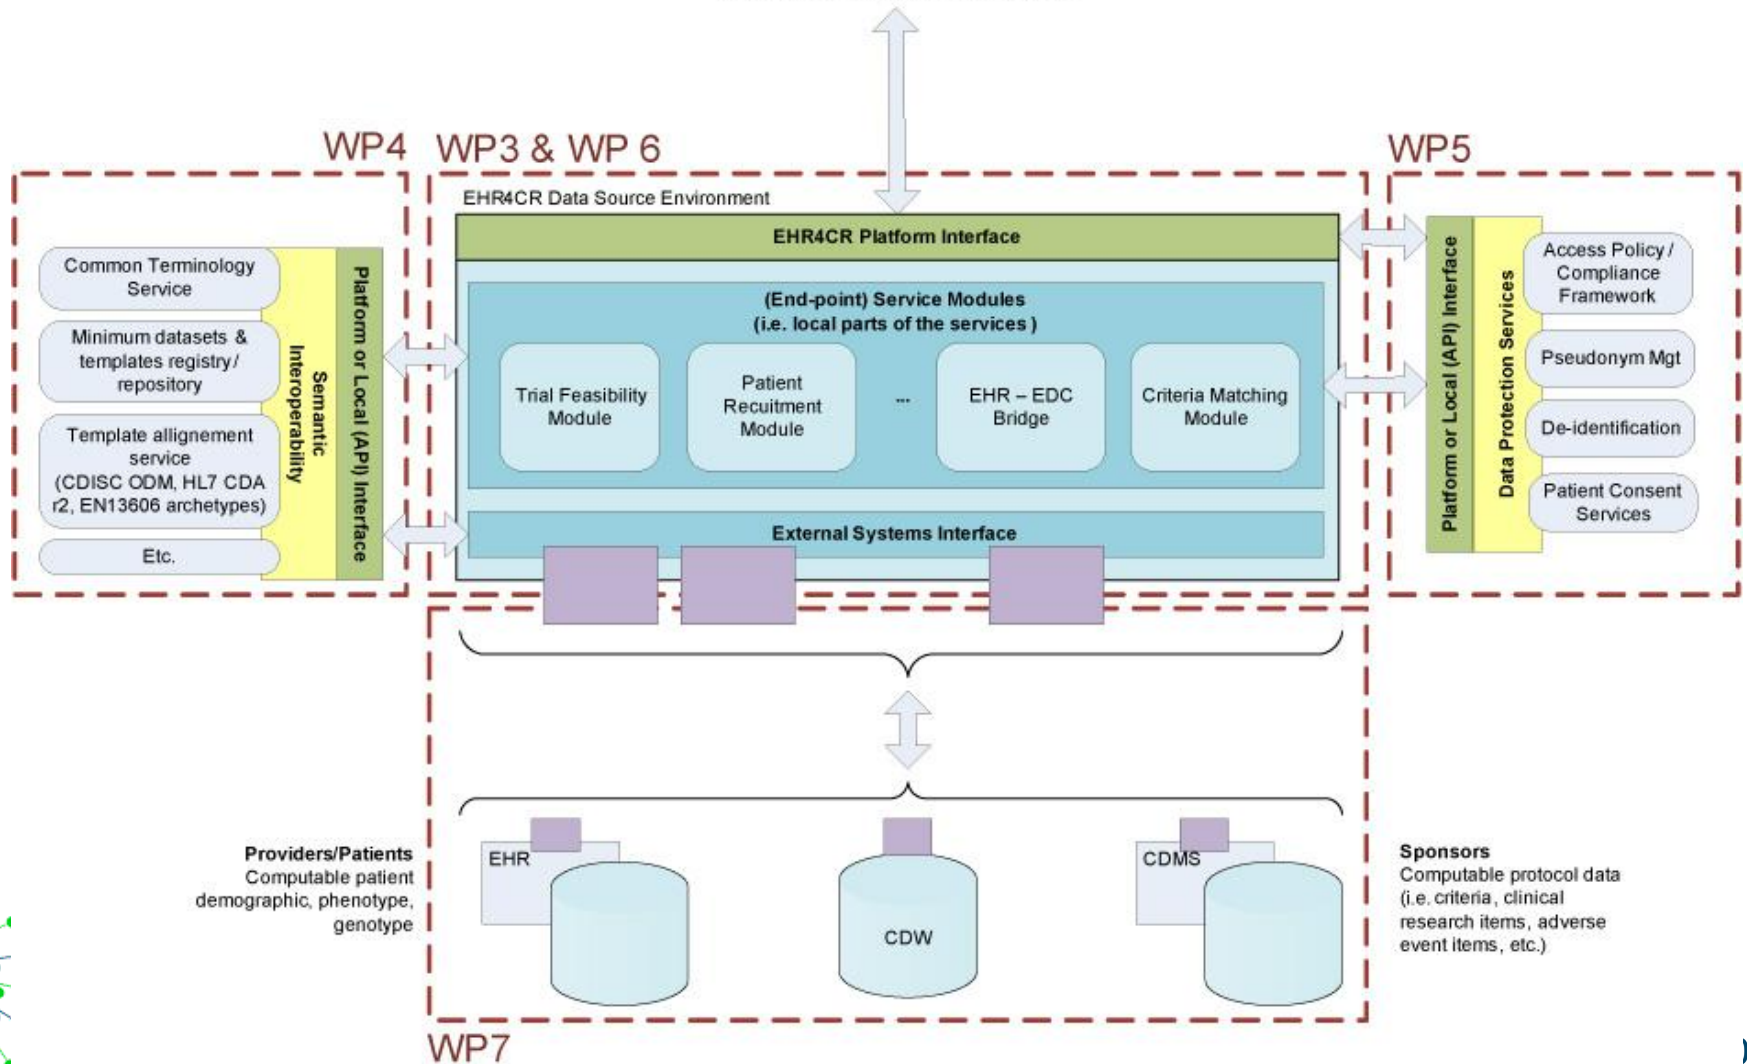 WP4
WP3 & WP 6
WP5
EHR4CR Data Source Environment
EHR4CR Platform Interface
(End-point) Service Modules
(i.e. local parts of the services )
Trial Feasibility
Module
Patient
Recuitment
Module
...
EHR – EDC
Bridge
Criteria Matching
Module
External Systems Interface
Common Terminology
Service
Minimum datasets &
templates registry/
repository
Template allignement
service
(CDISC ODM, HL7 CDA
r2, EN13606 archetypes)
Etc.
Semantic
Interoperability
Platform or Local (API) Interface
Platform or Local (API) Interface
Data Protection Services
Access Policy /
Compliance
Framework
Pseudonym Mgt
De-identification
Patient Consent
Services
Providers/Patients
Computable patient
demographic, phenotype,
genotype
EHR
CDW
CDMS
Sponsors
Computable protocol data
(i.e. criteria, clinical
research items, adverse
event items, etc.)
WP7